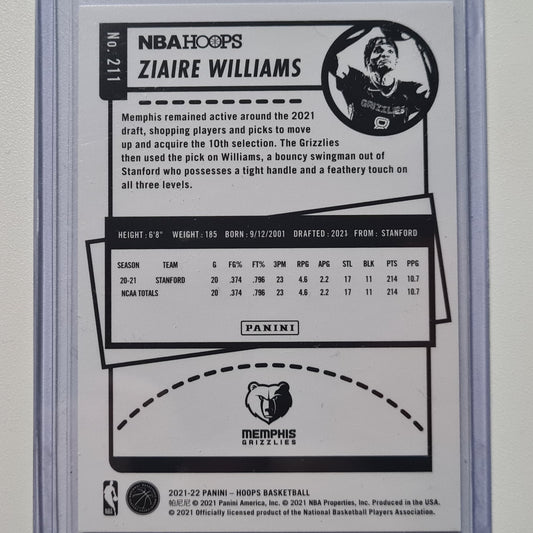 No. 211
NBA HOOPS
ZIAIRE WILLIAMS
GRIZZLIES
Memphis remained active around the 2021
draft, shopping players and picks to move
up and acquire the 10th selection. The Grizzlies
then used the pick on Williams, a bouncy swingman out of
Stanford who possesses a tight handle and a feathery touch on
all three levels.
HEIGHT: 6'8" WEIGHT: 185 BORN: 9/12/2001 DRAFTED: 2021 FROM: STANFORD
SEASON TEAM G FG% FT% 3PM RPG APG STL BLK PTS PPG
20-21 STANFORD 20 .374 .796 23 4.6 2.2 17 11 214 10.7
NCAA TOTALS 20 .374 .796 23 4.6 2.2 17 11 214 10.7
PANINI
MEMPHIS
GRIZZLIES
NBA
2021-22 PANINI – HOOPS BASKETBALL
帕尼尼 © 2021 Panini America, Inc. © 2021 NBA Properties, Inc. Produced in the USA.
© 2021 Officially licensed product of the National Basketball Players Association.